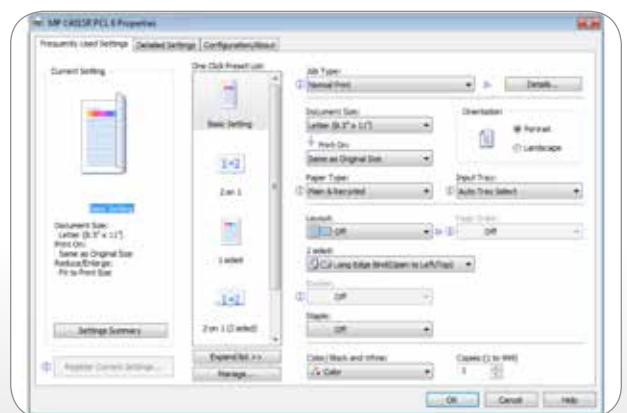 PCL 6 Properties
Frequently Used Settings
Detailed Settings
Configuration/About
Current Setting
One Click Preset List:
Basic Setting
2 on 1
2 sided
2 on 1 (2 sided)
Basic Setting
Document Size:
Letter (8.5" x 11")
Print On:
Same as Original Size
Reduce/Enlarge:
Fit to Print Size
Settings Summary
Register Current Settings...
Expand list >>
Manage...
Job Type:
Normal Print
Details...
Document Size:
Letter (8.5" x 11")
Print On:
Same as Original Size
Orientation
Portrait
Landscape
Paper Type:
Plain & Recycled
Input Tray:
Auto Tray Select
Layout:
Off
Page Order:
Off
2 sided:
Long Edge Bind(Open to Left/Top)
Booklet:
Off
Staple:
Off
Color/Black and White:
Color
Copies:(1 to 999)
1
OK
Cancel
Help